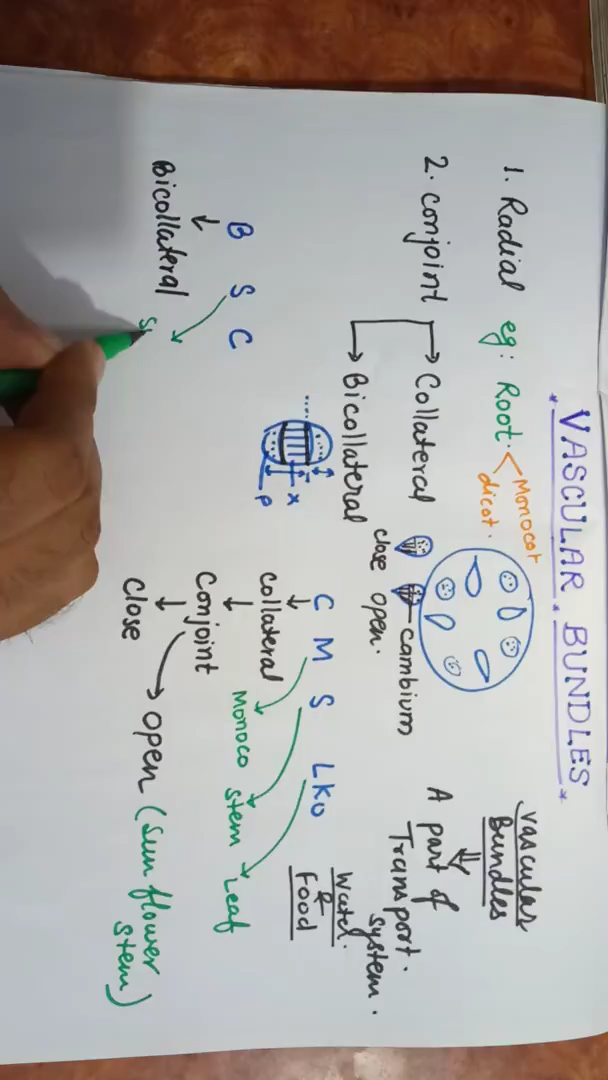 * VASCULAR. BUNDLES *
1. Radial eg: Root.
Monocot
dicot.
2. Conjoint
Collateral
Bicollateral
close open.
cambium
x
P
Vascular
Bundles
A part of
Transport.
system.
Water.
&
Food
B S C
Bicollateral
C M S LKO
Collateral
Monoco stem Leaf
Conjoint
close
open (Sun flower
stem)